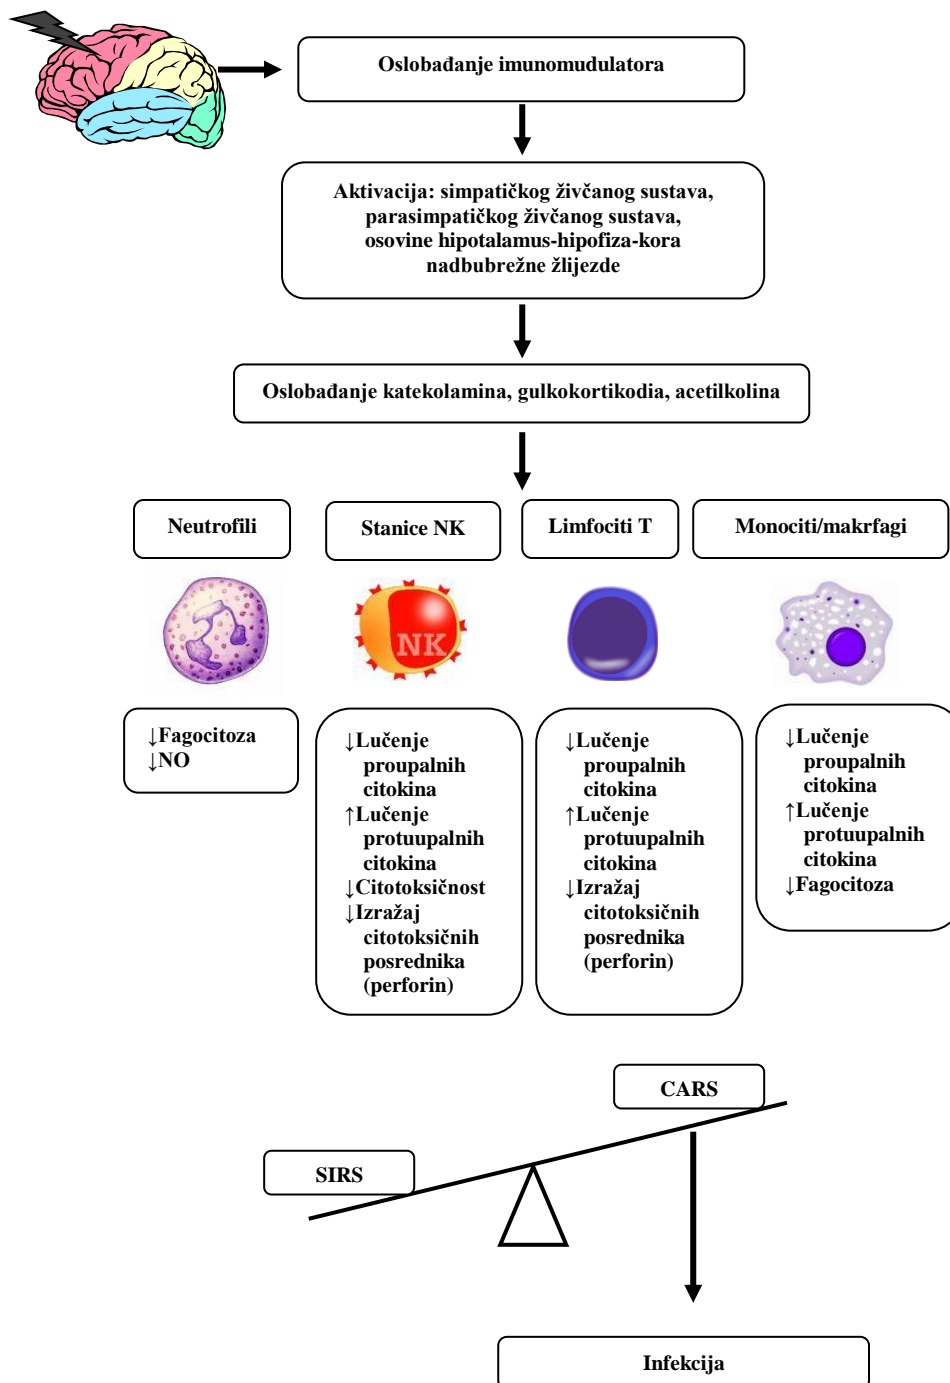 Oslobađanje imunomudulatora
Aktivacija: simpatičkog živčanog sustava,
parasimpatičkog živčanog sustava,
osovine hipotalamus-hipofiza-kora
nadbubrežne žlijezde
Oslobađanje katekolamina, gulkokortikodia, acetilkolina
Neutrofili
Stanice NK
Limfociti T
Monociti/makrfagi
NK
↓Fagocitoza
↓NO
↓Lučenje
proupalnih
citokina
↑Lučenje
protuupalnih
citokina
↓Citotoksičnost
↓Izražaj
citotoksičnih
posrednika
(perforin)
↓Lučenje
proupalnih
citokina
↑Lučenje
protuupalnih
citokina
↓Izražaj
citotoksičnih
posrednika
(perforin)
↓Lučenje
proupalnih
citokina
↑Lučenje
protuupalnih
citokina
↓Fagocitoza
CARS
SIRS
Infekcija